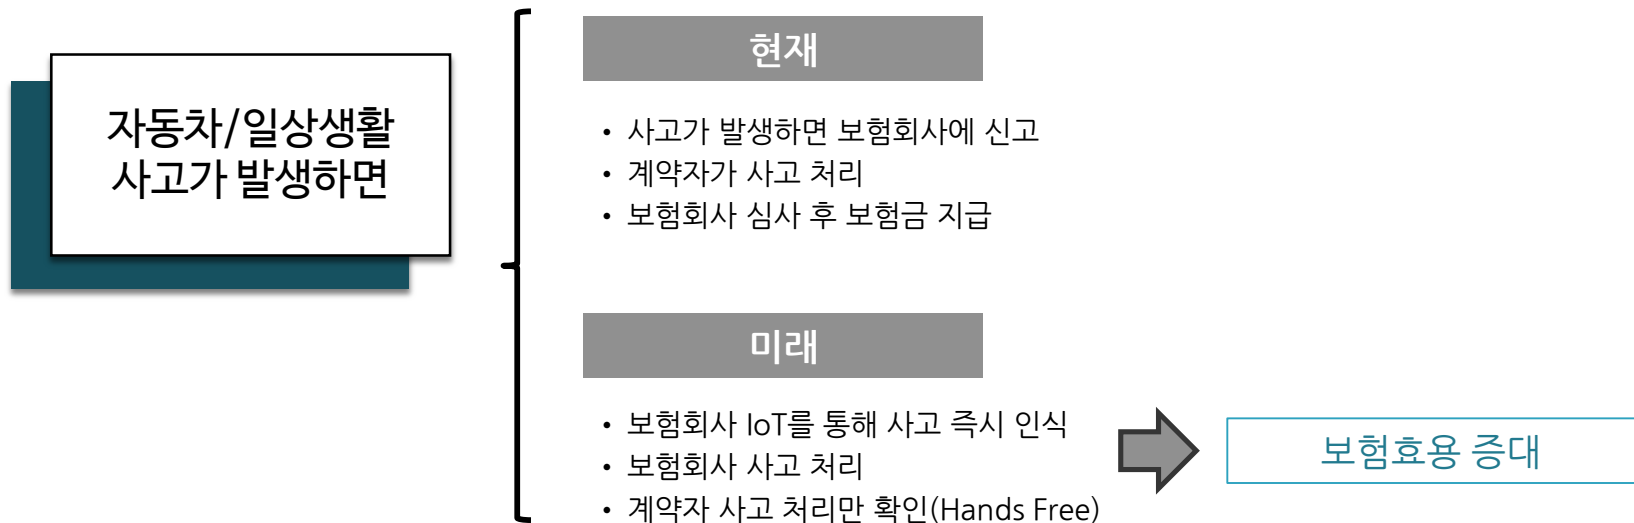 자동차/일상생활
사고가 발생하면
현재
• 사고가 발생하면 보험회사에 신고
• 계약자가 사고 처리
• 보험회사 심사 후 보험금 지급
미래
• 보험회사 IoT를 통해 사고 즉시 인식
• 보험회사 사고 처리
• 계약자 사고 처리만 확인(Hands Free)
보험효용 증대